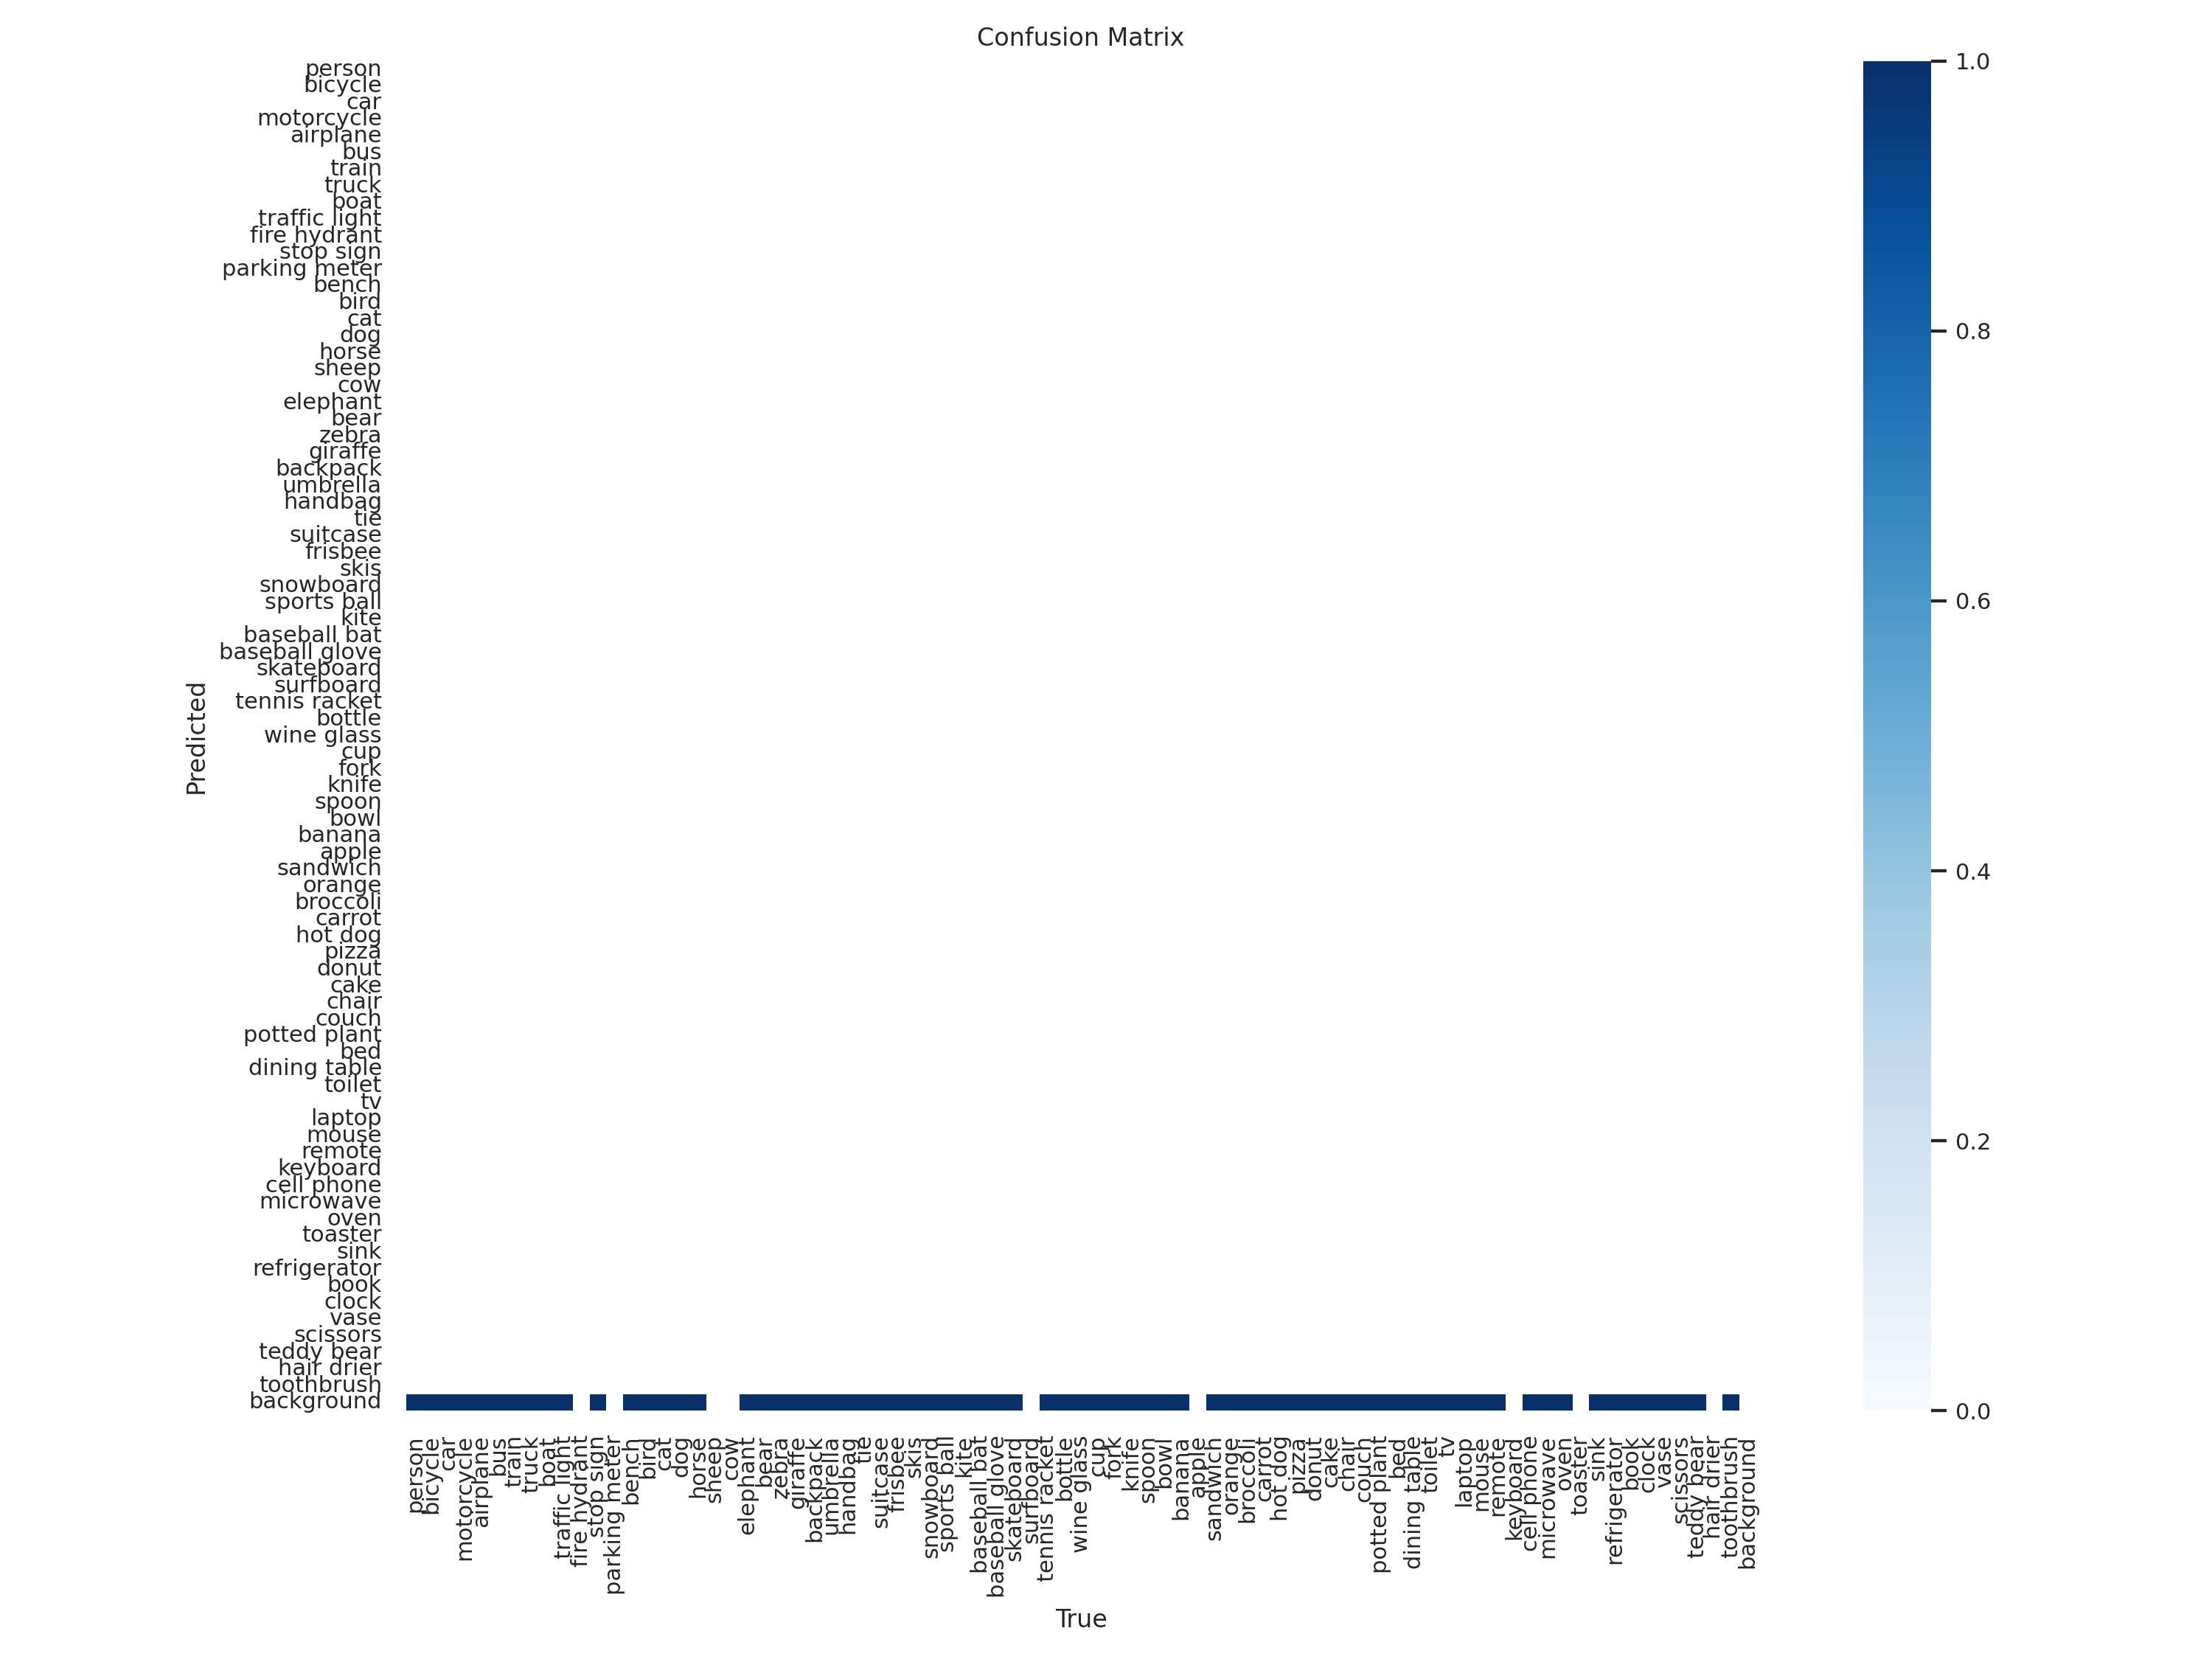 Confusion Matrix
person
bicycle
car
motorcycle
airplane
bus
train
truck
boat
traffic light
fire hydrant
stop sign
parking meter
bench
bird
cat
dog
horse
sheep
cow
elephant
bear
zebra
giraffe
backpack
umbrella
handbag
tie
suitcase
frisbee
skis
snowboard
sports ball
kite
baseball bat
baseball glove
skateboard
surfboard
tennis racket
bottle
wine glass
cup
fork
knife
spoon
bowl
banana
apple
sandwich
orange
broccoli
carrot
hot dog
pizza
donut
cake
chair
couch
potted plant
bed
dining table
toilet
tv
laptop
mouse
remote
keyboard
cell phone
microwave
oven
toaster
sink
refrigerator
book
clock
vase
scissors
teddy bear
hair drier
toothbrush
background
Predicted
person
bicycle
car
motorcycle
airplane
bus
train
truck
boat
traffic light
fire hydrant
stop sign
parking meter
bench
bird
cat
dog
horse
sheep
cow
elephant
bear
zebra
giraffe
backpack
umbrella
handbag
tie
suitcase
frisbee
skis
snowboard
sports ball
kite
baseball bat
baseball glove
skateboard
surfboard
tennis racket
bottle
wine glass
cup
fork
knife
spoon
bowl
banana
apple
sandwich
orange
broccoli
carrot
hot dog
pizza
donut
cake
chair
couch
potted plant
bed
dining table
toilet
tv
laptop
mouse
remote
keyboard
cell phone
microwave
oven
toaster
sink
refrigerator
book
clock
vase
scissors
teddy bear
hair drier
toothbrush
background
True
1.0
0.8
0.6
0.4
0.2
0.0